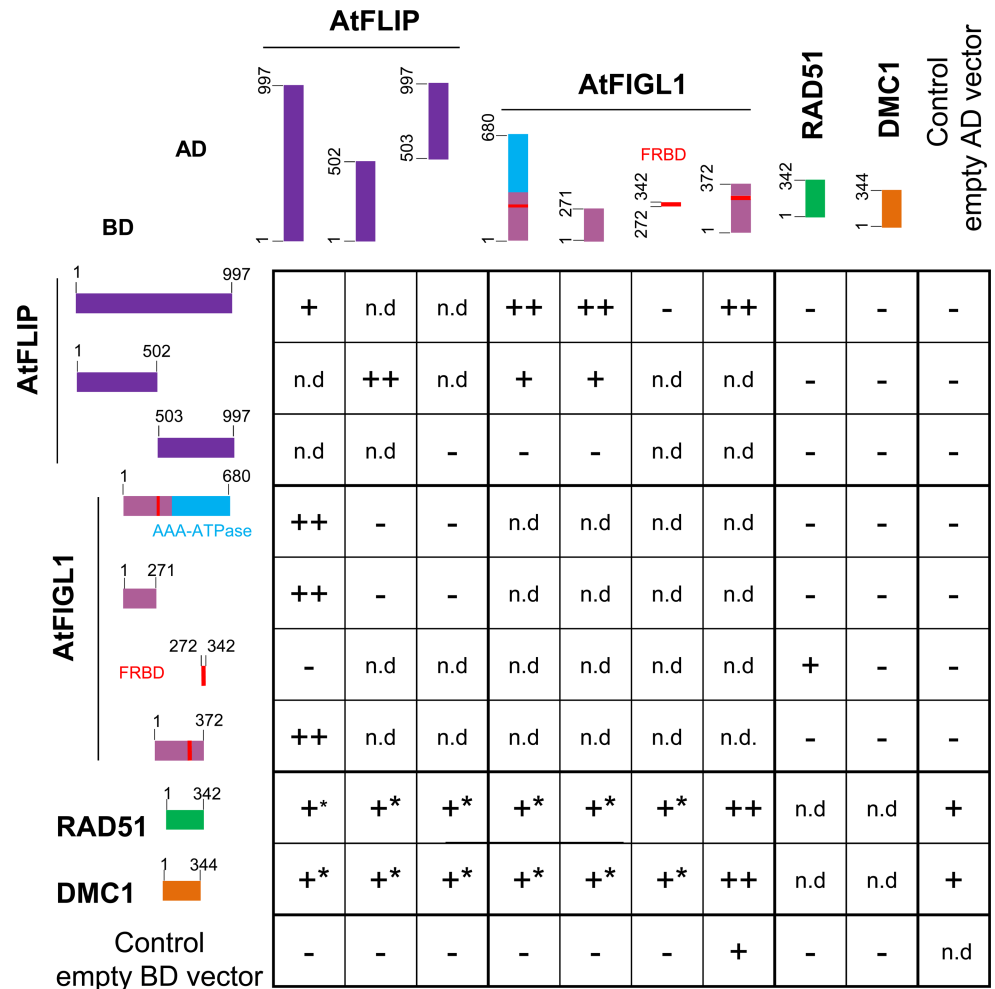 AtFLIP
AtFIGL1
RAD51
DMC1
Control
empty AD vector
AD
BD
997
1
502
1
997
503
680
1
271
1
FRBD
342
272
372
1
342
1
344
1
AtFLIP
1 997
+ n.d n.d ++ ++ - ++ - - -
1 502
n.d ++ n.d + + n.d n.d - - -
503 997
n.d n.d - - - n.d n.d - - -
AtFIGL1
1 680
AAA-ATPase
++ - - n.d n.d n.d n.d - - -
1 271
++ - - n.d n.d n.d n.d - - -
272 342
FRBD
- n.d n.d n.d n.d n.d n.d + - -
1 372
++ n.d n.d n.d n.d n.d n.d. - - -
1 342
RAD51 +* +* +* +* +* +* ++ n.d n.d +
1 344
DMC1 +* +* +* +* +* +* ++ n.d n.d +
Control
empty BD vector
- - - - - - + - - n.d